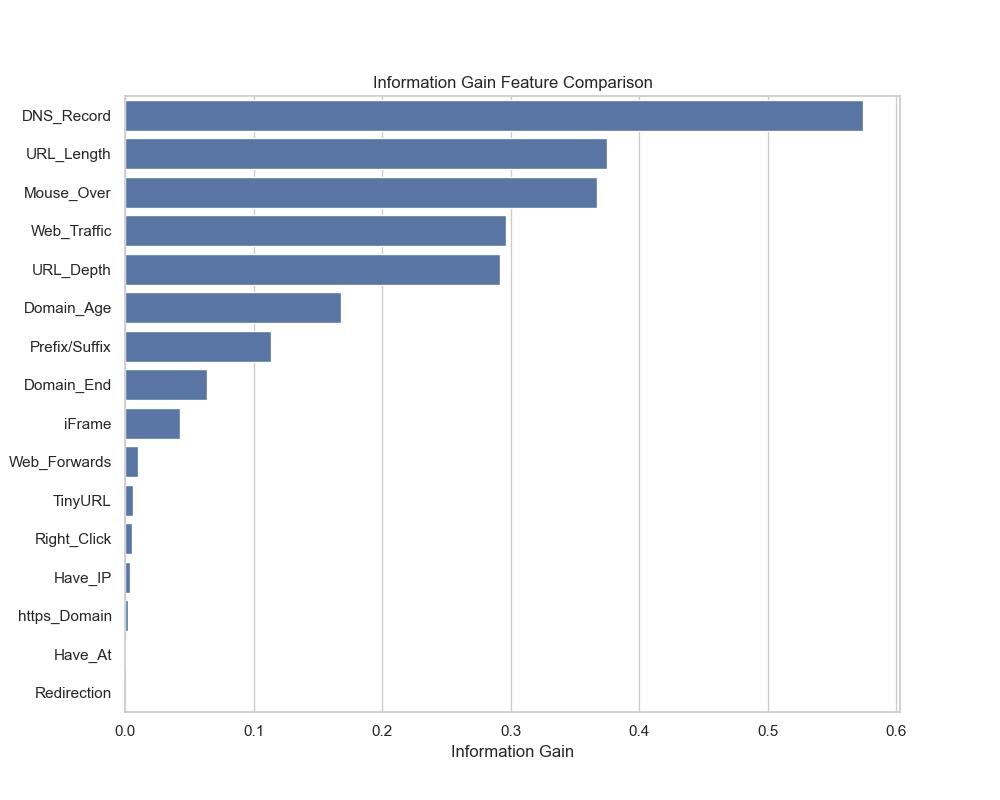 Information Gain Feature Comparison
DNS_Record
URL_Length
Mouse_Over
Web_Traffic
URL_Depth
Domain_Age
Prefix/Suffix
Domain_End
iFrame
Web_Forwards
TinyURL
Right_Click
Have_IP
https_Domain
Have_At
Redirection
0.0 0.1 0.2 0.3 0.4 0.5 0.6
Information Gain